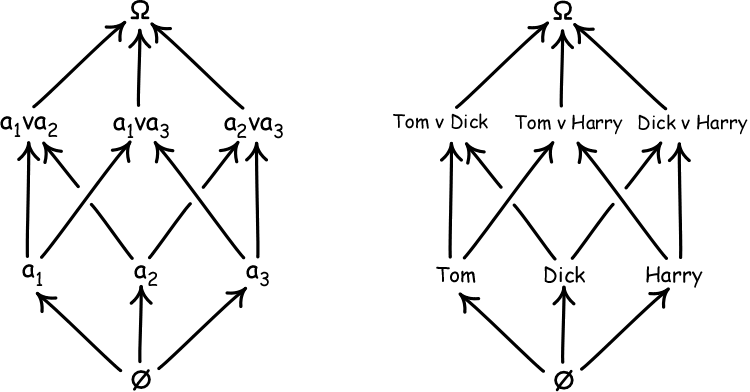 Ω Ω
a₁va₂ a₁va₃ a₂va₃ Tom v Dick Tom v Harry Dick v Harry
a₁ a₂ a₃ Tom Dick Harry
Ø Ø